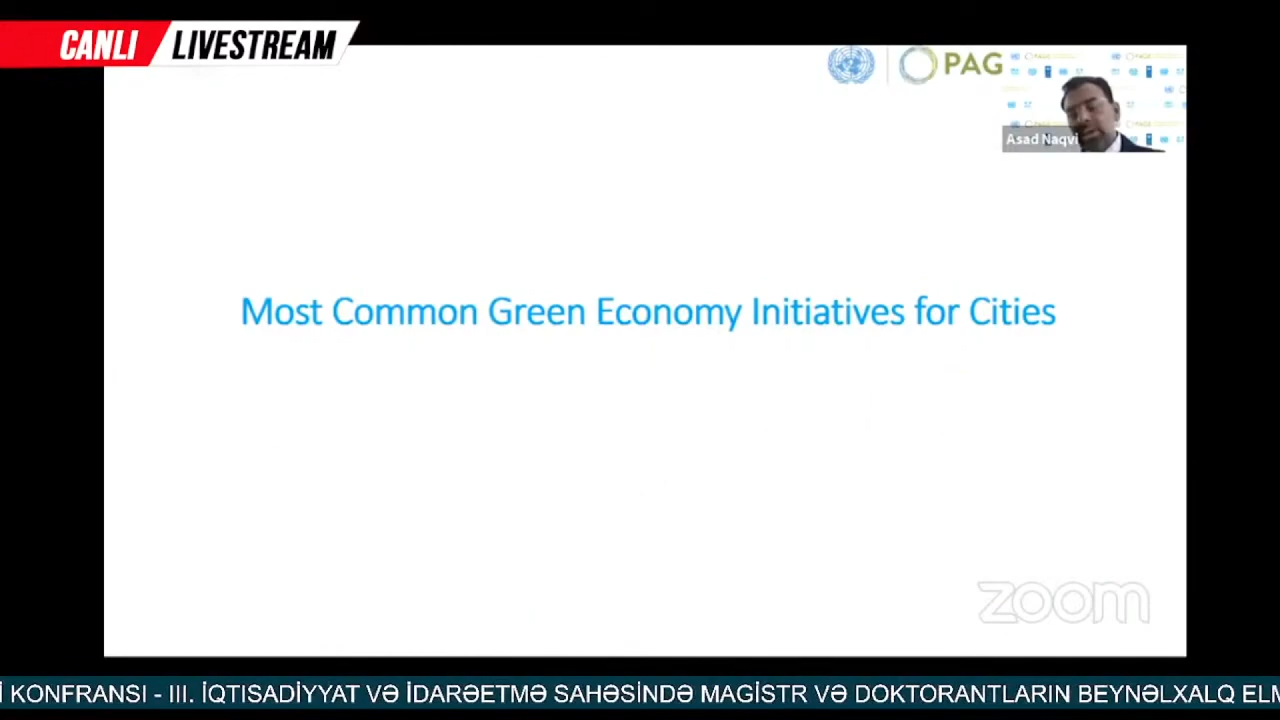 CANLI LIVESTREAM
PAG
Asad Naqvi
Most Common Green Economy Initiatives for Cities
zoom
İ KONFRANSI - III. İQTISADİYYAT VƏ İDARƏETMƏ SAHƏSİNDƏ MAGİSTR VƏ DOKTORANTLARIN BEYNƏLXALQ ELM